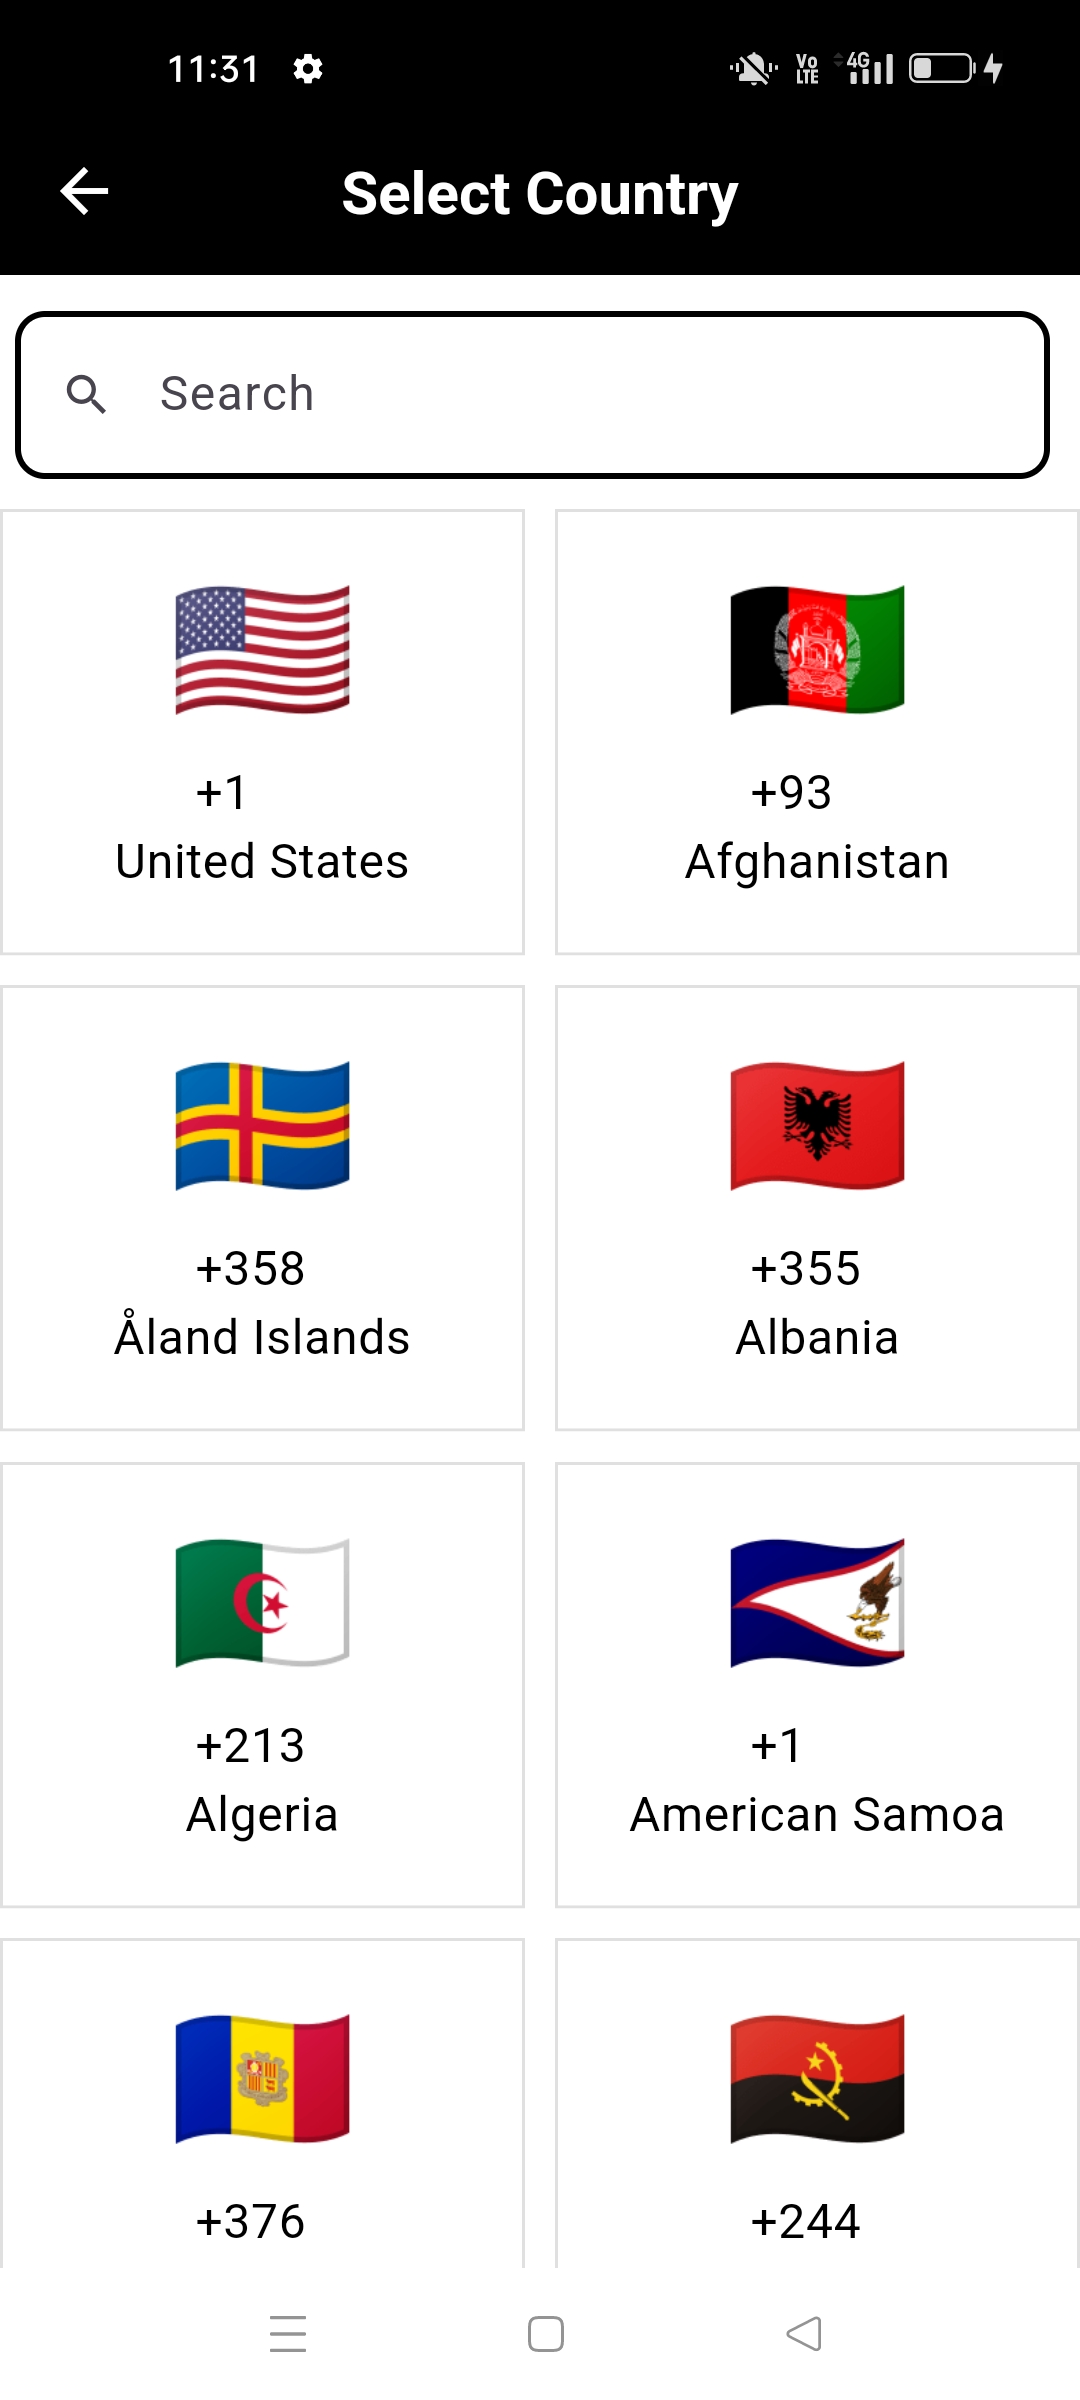 11:31
Vo LTE 4G
Select Country
Search
+1
United States
+93
Afghanistan
+358
Åland Islands
+355
Albania
+213
Algeria
+1
American Samoa
+376
+244